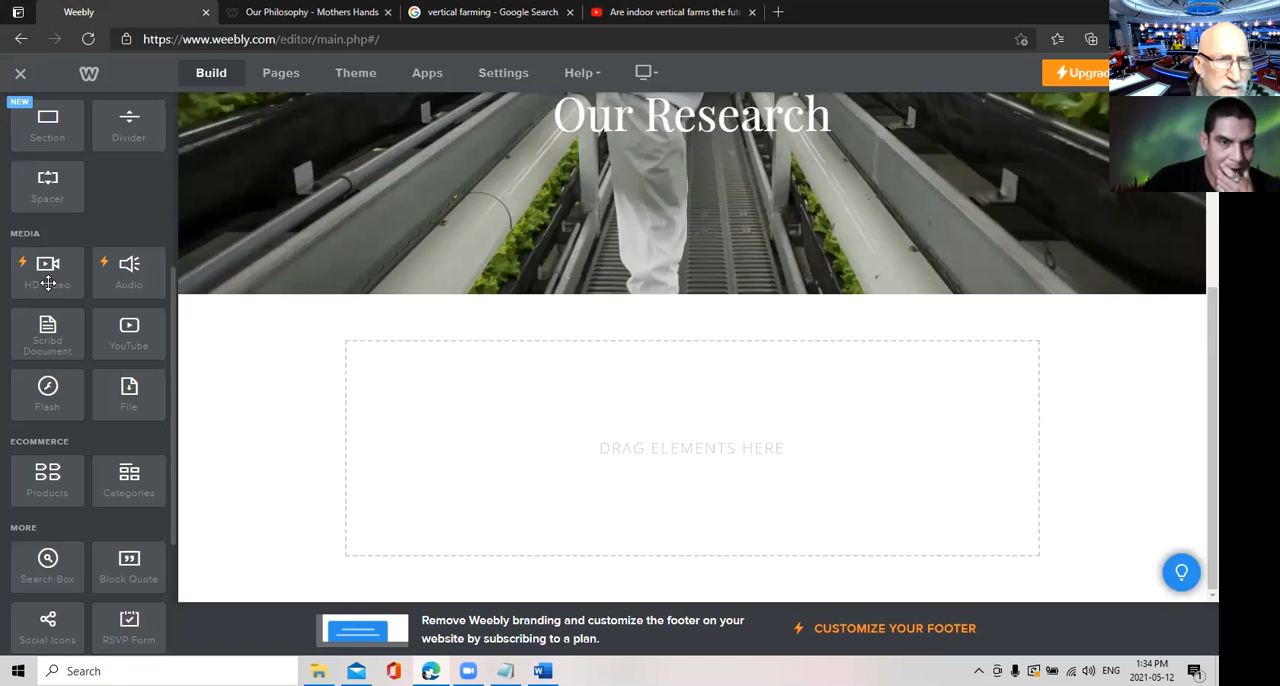 Weebly
Our Philosophy - Mothers Hands
vertical farming - Google Search
Are indoor vertical farms the futu
https://www.weebly.com/editor/main.php#/
Build
Pages
Theme
Apps
Settings
Help
Upgrad
NEW
Section
Divider
Spacer
MEDIA
Audio
Scribd
Document
YouTube
Flash
File
ECOMMERCE
Products
Categories
MORE
Search Box
Block Quote
Social Icons
RSVP Form
Our Research
DRAG ELEMENTS HERE
Remove Weebly branding and customize the footer on your
website by subscribing to a plan.
CUSTOMIZE YOUR FOOTER
Search
ENG
1:34 PM
2021-05-12